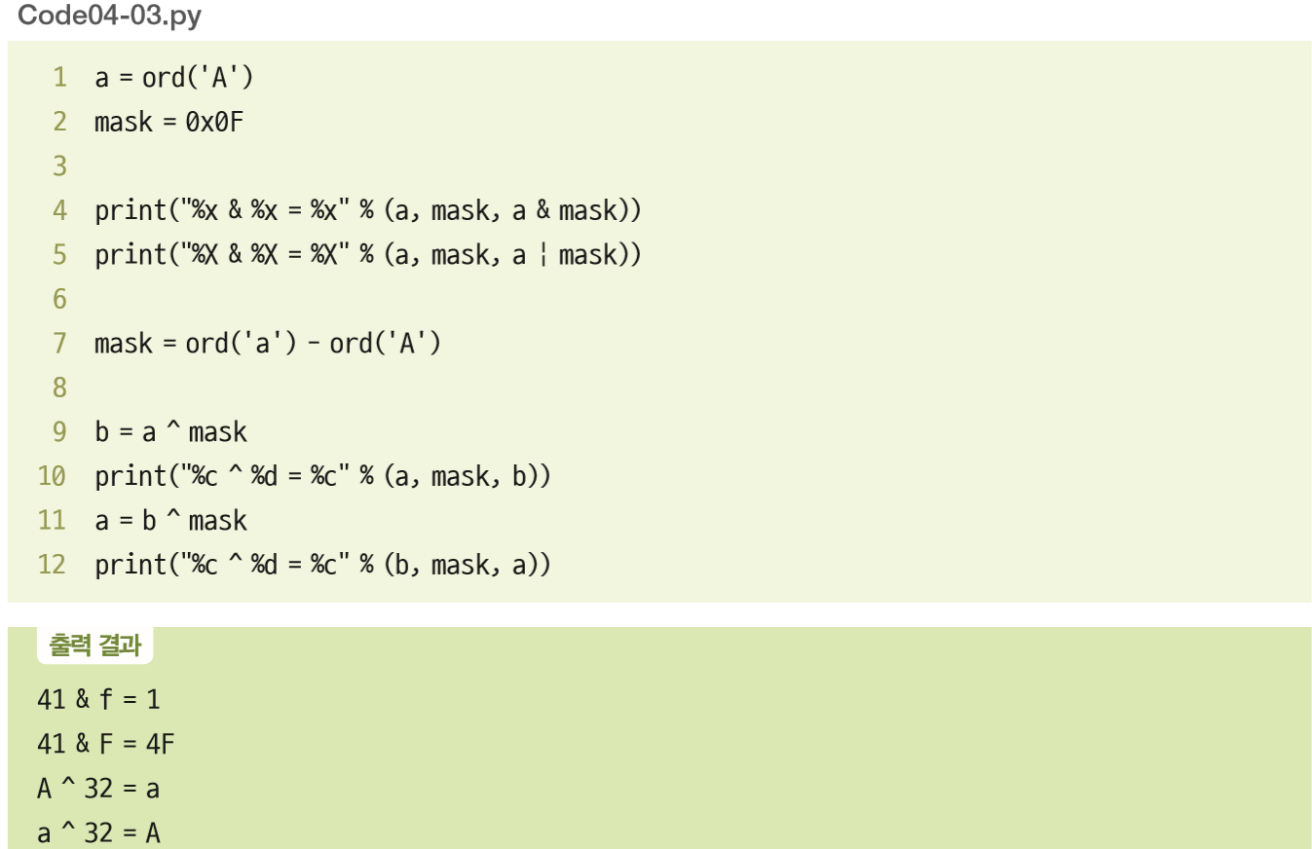 Code04-03.py
1 a = ord('A')
2 mask = 0x0F
3
4 print("%x & %x = %x" % (a, mask, a & mask))
5 print("%X & %X = %X" % (a, mask, a ¦ mask))
6
7 mask = ord('a') - ord('A')
8
9 b = a ^ mask
10 print("%c ^ %d = %c" % (a, mask, b))
11 a = b ^ mask
12 print("%c ^ %d = %c" % (b, mask, a))
출력 결과
41 & f = 1
41 & F = 4F
A ^ 32 = a
a ^ 32 = A